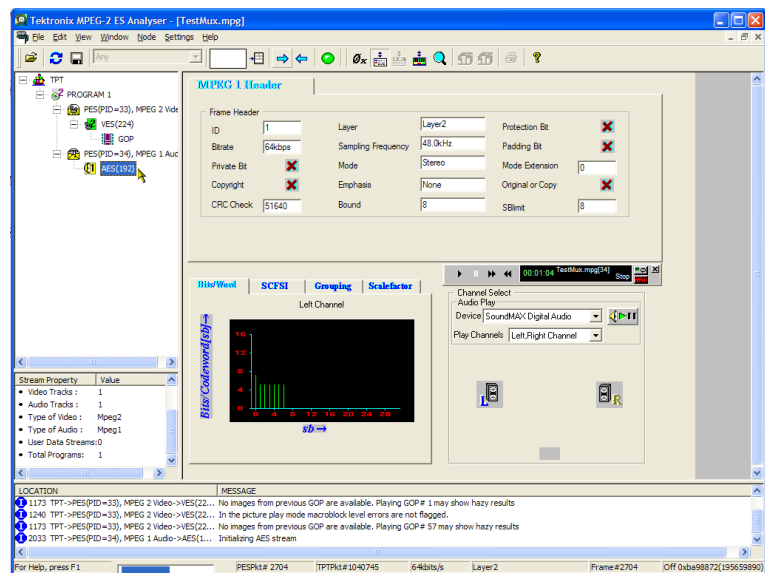 Tektronix MPEG-2 ES Analyser - [TestMux.mpg]
File Edit View Window Node Settings Help
Any
TPT
PROGRAM 1
PES(PID=33), MPEG 2 Vide
VES(224)
GOP
PES(PID=34), MPEG 1 Auc
AES(192)
MPEG 1 Header
Frame Header
ID 1 Layer Layer2 Protection Bit
Bitrate 64kbps Sampling Frequency 48.0kHz Padding Bit
Private Bit Mode Stereo Mode Extension 0
Copyright Emphasis None Original or Copy
CRC Check 51640 Bound 8 SBlimit 8
00:01:04 TestMux.mpg[34] Stop
Bits/Word SCFSI Grouping Scalefactor
Left Channel
Bits/Codeword[sb]→
16
12
8
4
0
0 4 8 12 16 20 24 28
sb→
Channel Select
Audio Play
Device SoundMAX Digital Audio
Play Channels Left,Right Channel
L R
Stream Property Value
Video Tracks : 1
Audio Tracks : 1
Type of Video : Mpeg2
Type of Audio : Mpeg1
User Data Streams:0
Total Programs: 1
LOCATION MESSAGE
1173 TPT->PES(PID=33), MPEG 2 Video->VES(22... No images from previous GOP are available. Playing GOP# 1 may show hazy results
1240 TPT->PES(PID=33), MPEG 2 Video->VES(22... In the picture play mode macroblock level errors are not flagged.
1173 TPT->PES(PID=33), MPEG 2 Video->VES(22... No images from previous GOP are available. Playing GOP# 57 may show hazy results
2033 TPT->PES(PID=34), MPEG 1 Audio->AES(1... Initializing AES stream
For Help, press F1 PESPkt# 2704 TPTPkt#1040745 64kbits/s Layer2 Frame#2704 Off 0xba98872(195659890)